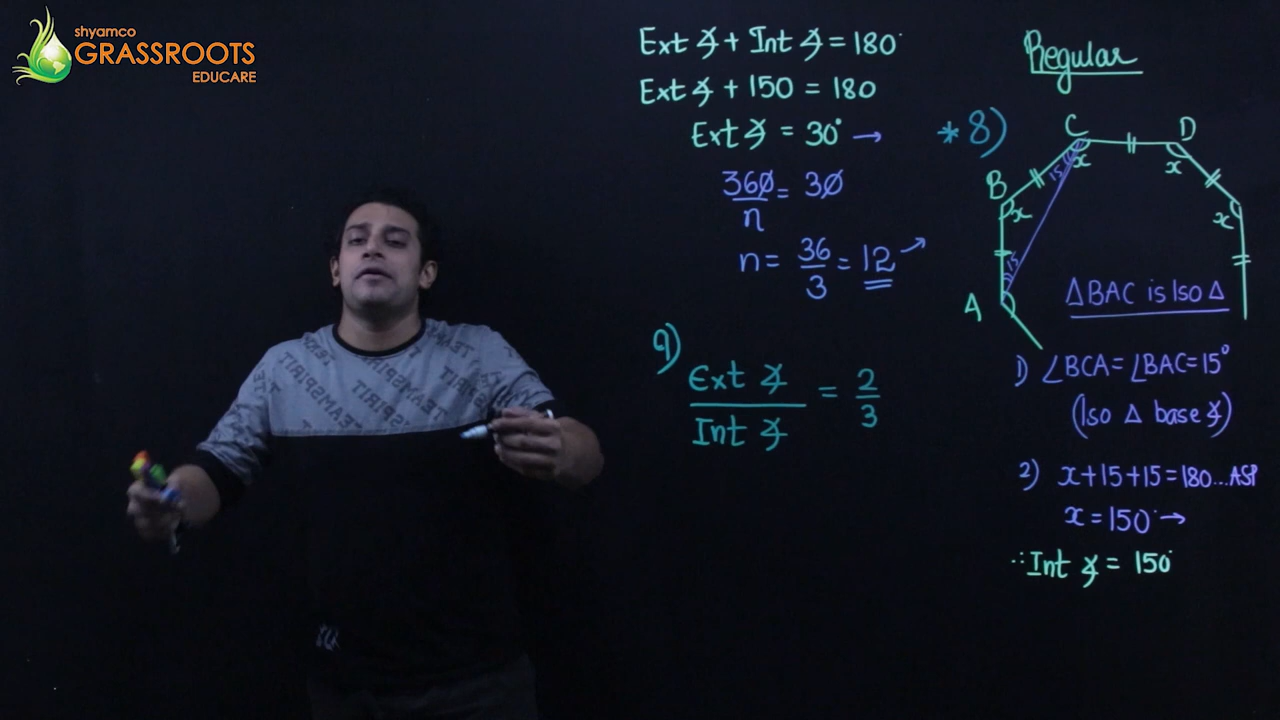 shyamco
GRASSROOTS
EDUCARE
Ext ∡ + Int ∡ = 180°
Ext ∡ + 150 = 180
Ext ∡ = 30° →
360/n = 30
n = 36/3 = 12
9) Ext ∡ / Int ∡ = 2/3
Regular
*8)
A
B
C
D
x
x
x
x
15
15
ΔBAC is Iso Δ
1) ∠BCA = ∠BAC = 15°
(Iso Δ base ∡)
2) x + 15 + 15 = 180 ... ASP
x = 150° →
∴ Int ∡ = 150°
TEAMSPIRIT
TEAMSPIRIT